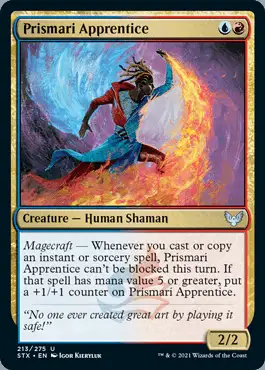 Prismari Apprentice
Creature — Human Shaman
Magecraft — Whenever you cast or copy
an instant or sorcery spell, Prismari
Apprentice can't be blocked this turn. If
that spell has mana value 5 or greater, put
a +1/+1 counter on Prismari Apprentice.
"No one ever created great art by playing it
safe!"
2/2
213/275 U
STX • EN Igor Kieryluk
™ & © 2021 Wizards of the Coast